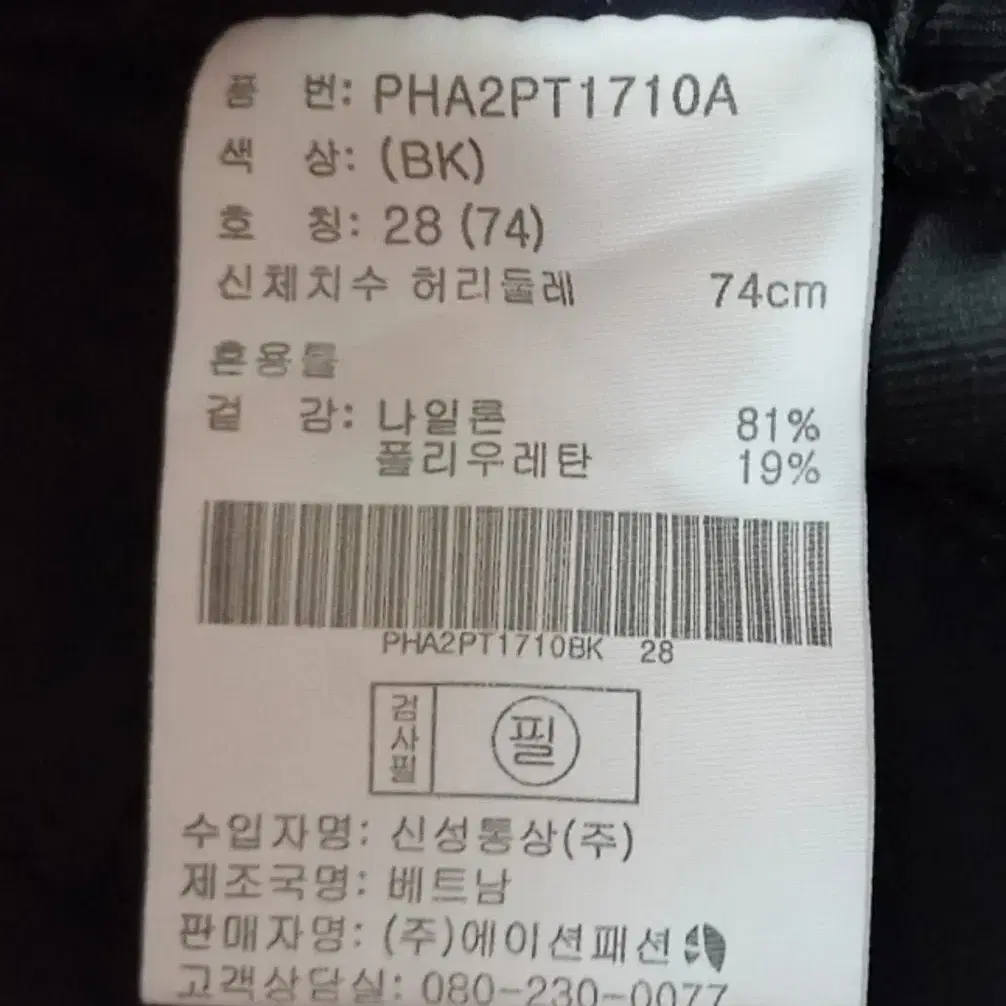 품 번: PHA2PT1710A
색 상: (BK)
호 칭: 28 (74)
신체치수 허리둘레 74cm
혼용률
겉 감: 나일론 81%
폴리우레탄 19%
PHA2PT1710BK 28
검사필 필
수입자명: 신성통상(주)
제조국명: 베트남
판매자명: (주)에이션패션
고객상담실: 080-230-0077